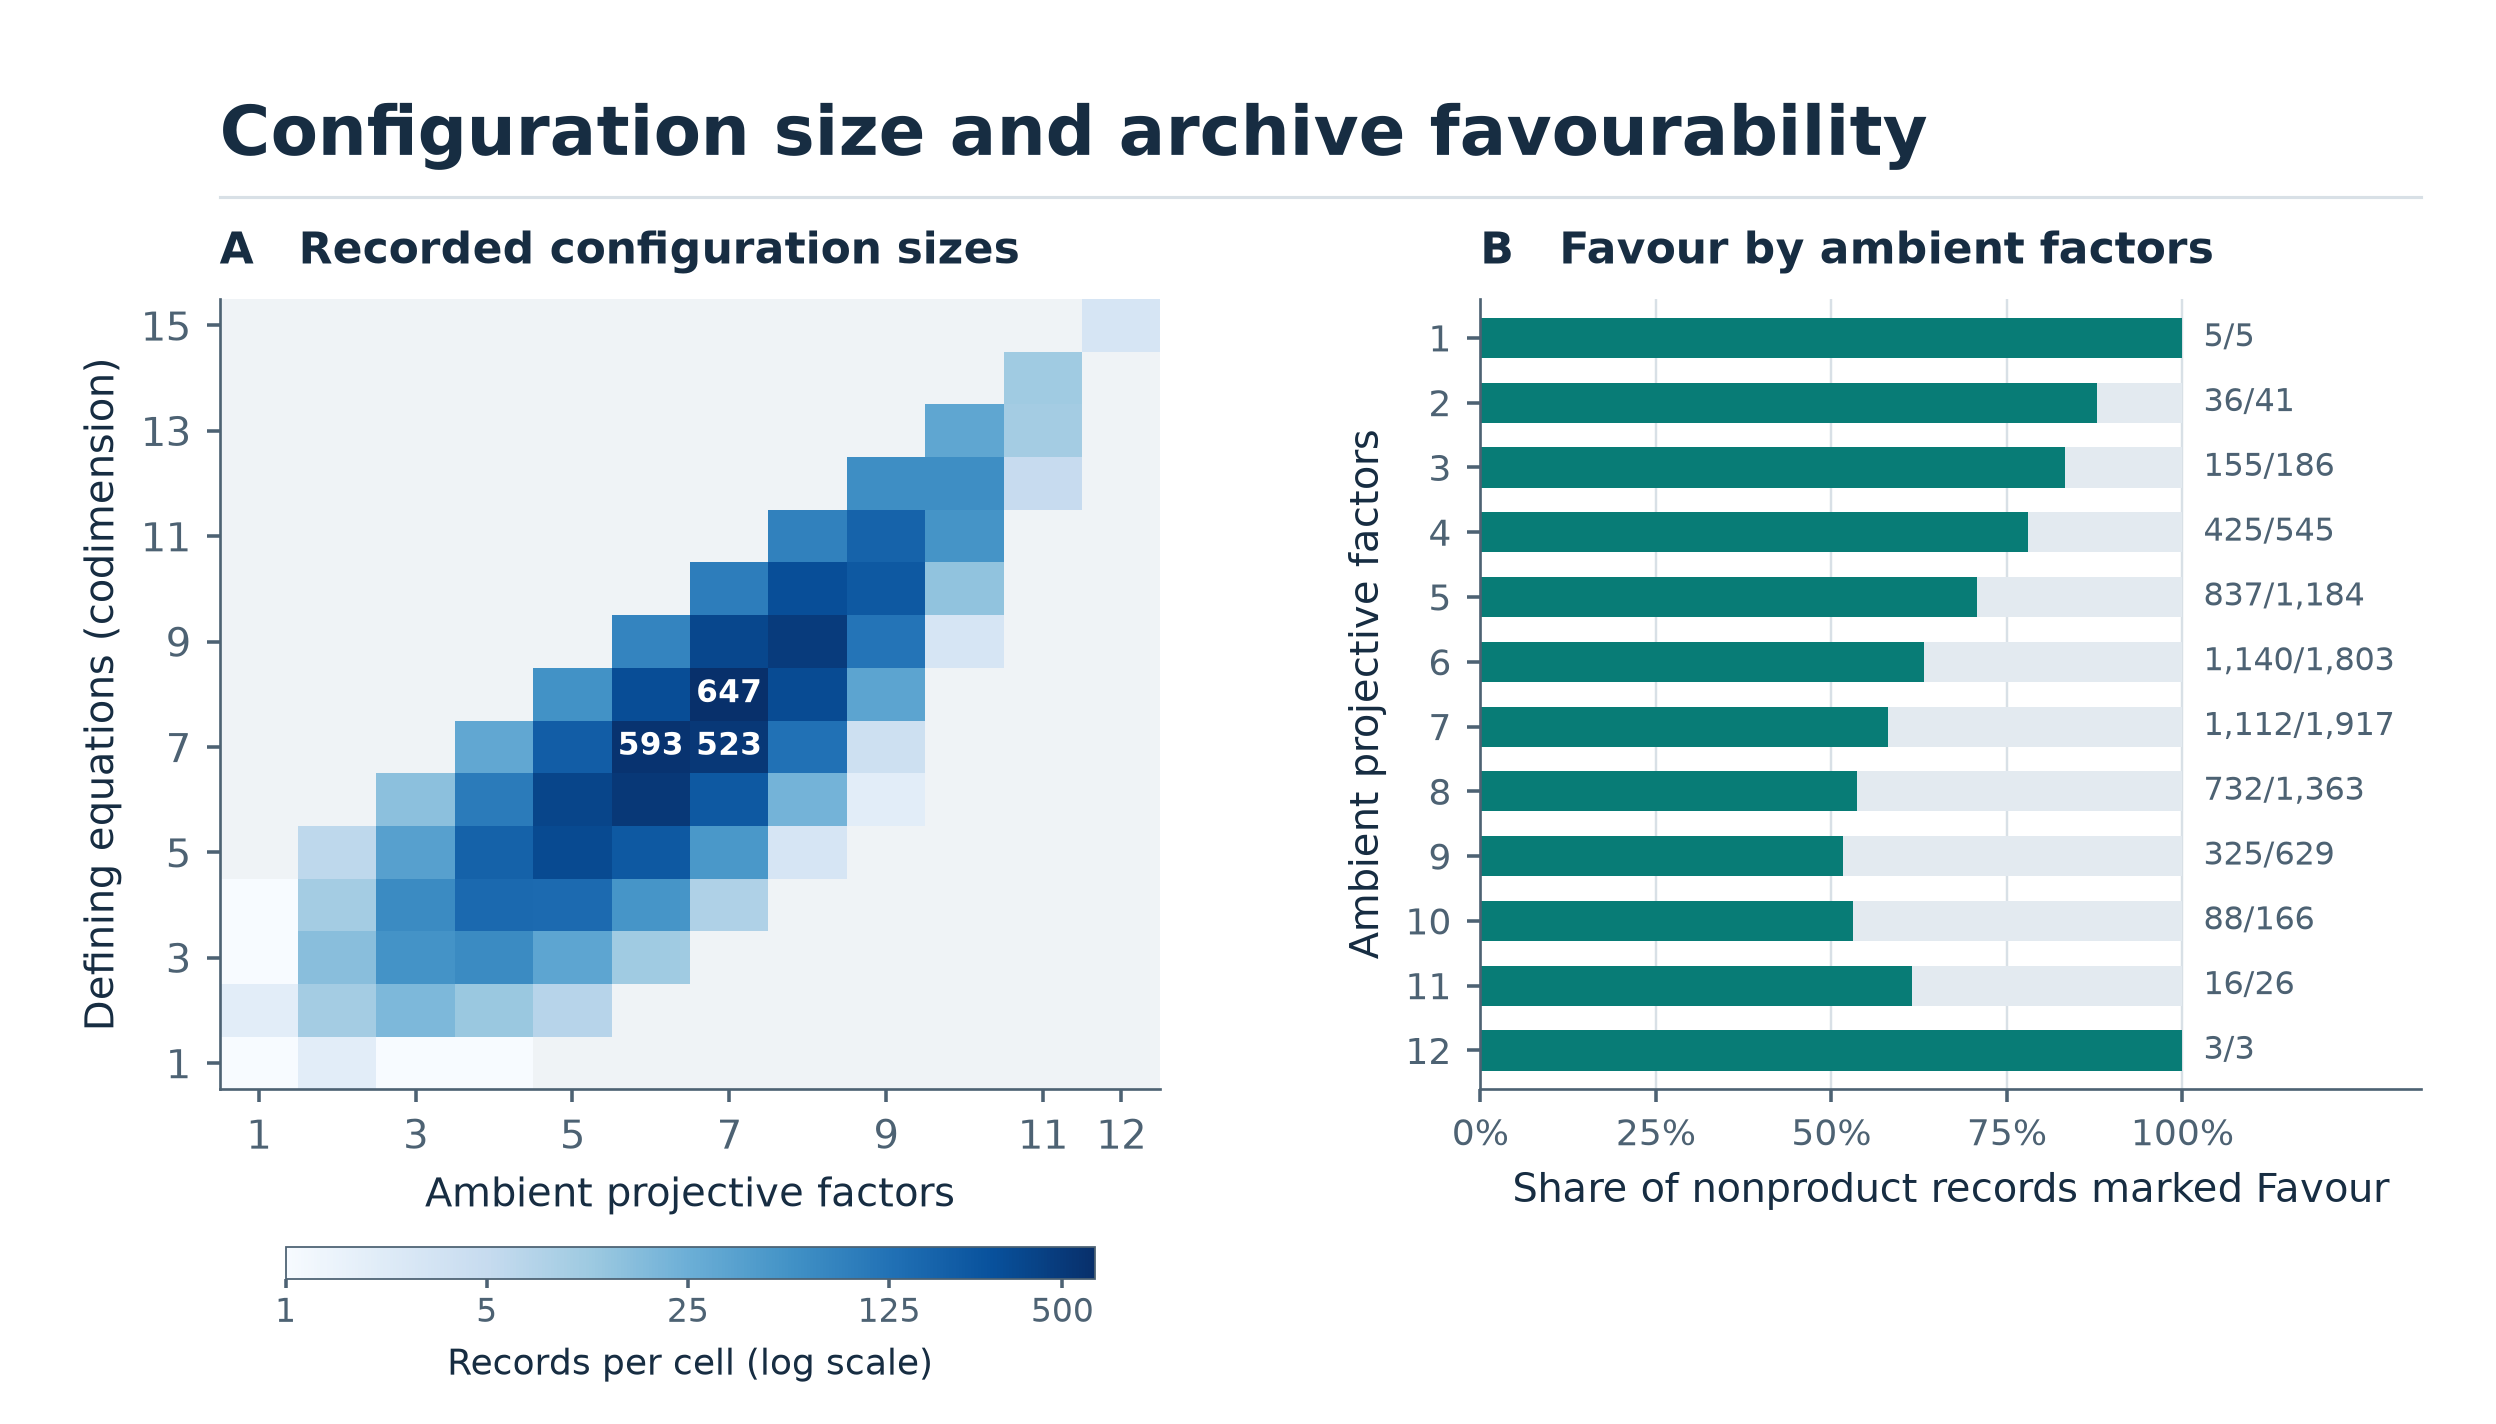 Configuration size and archive favourability
A Recorded configuration sizes
Defining equations (codimension)
15
13
11
9
7
5
3
1
647
593 523
1 3 5 7 9 11 12
Ambient projective factors
1 5 25 125 500
Records per cell (log scale)
B Favour by ambient factors
Ambient projective factors
1 5/5
2 36/41
3 155/186
4 425/545
5 837/1,184
6 1,140/1,803
7 1,112/1,917
8 732/1,363
9 325/629
10 88/166
11 16/26
12 3/3
0% 25% 50% 75% 100%
Share of nonproduct records marked Favour